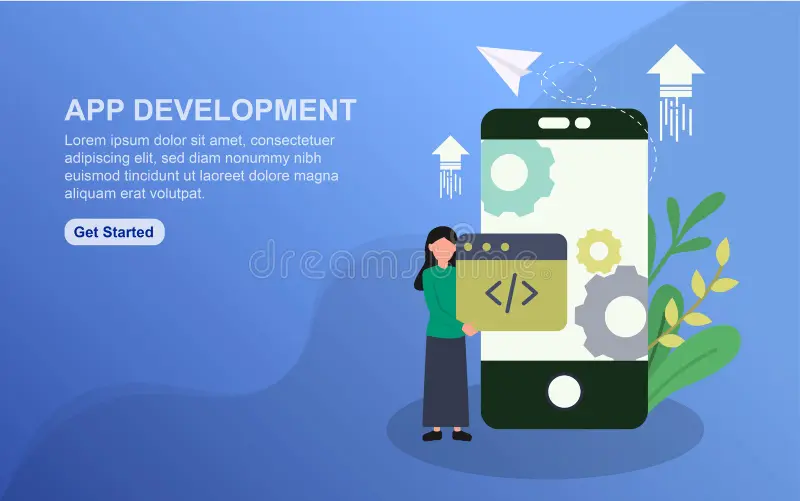 APP DEVELOPMENT
Lorem ipsum dolor sit amet, consectetuer
adipiscing elit, sed diam nonummy nibh
euismod tincidunt ut laoreet dolore magna
aliquam erat volutpat.
Get Started
</>
dreamstime.